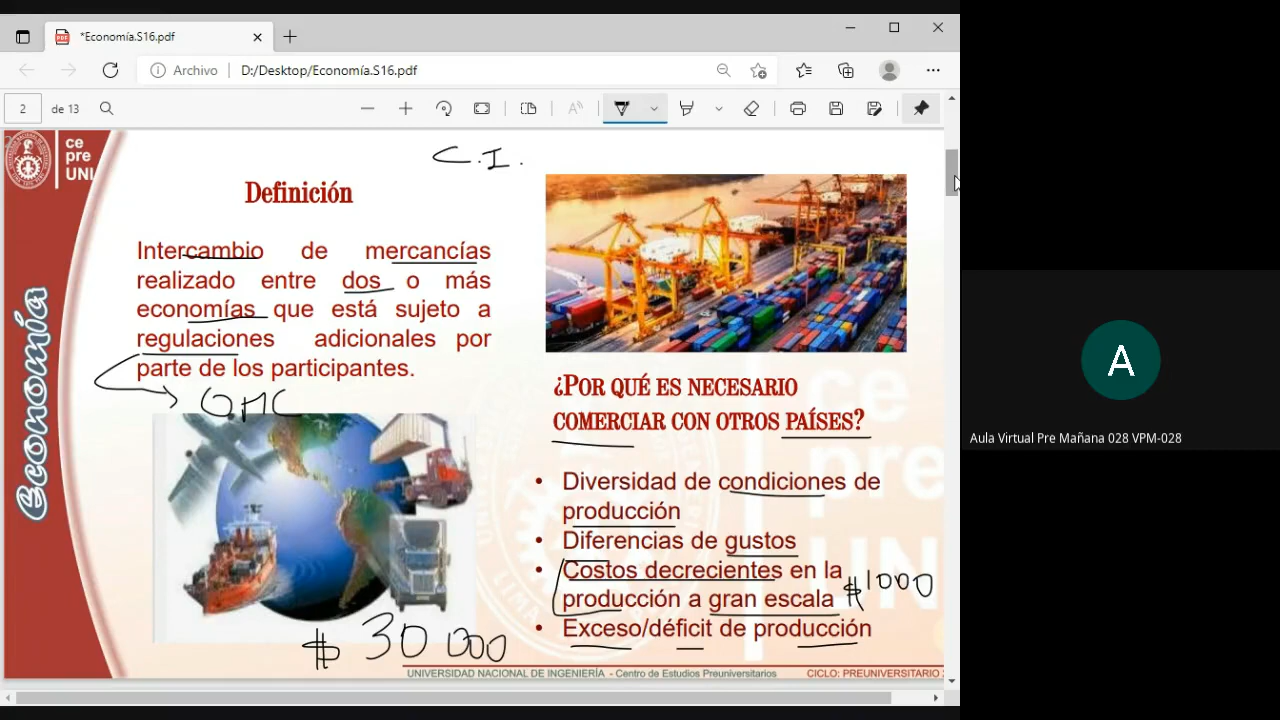 *Economía.S16.pdf
Archivo
D:/Desktop/Economía.S16.pdf
2
de 13
ce
pre
UNI
C.I.
Definición
Intercambio de mercancías
realizado entre dos o más
economías que está sujeto a
regulaciones adicionales por
parte de los participantes.
OMC
Economía
$ 30 000
¿POR QUÉ ES NECESARIO
COMERCIAR CON OTROS PAÍSES?
• Diversidad de condiciones de
producción
• Diferencias de gustos
• Costos decrecientes en la
producción a gran escala
$1000
• Exceso/déficit de producción
UNIVERSIDAD NACIONAL DE INGENIERÍA - Centro de Estudios Preuniversitarios
CICLO: PREUNIVERSITARIO
A
Aula Virtual Pre Mañana 028 VPM-028